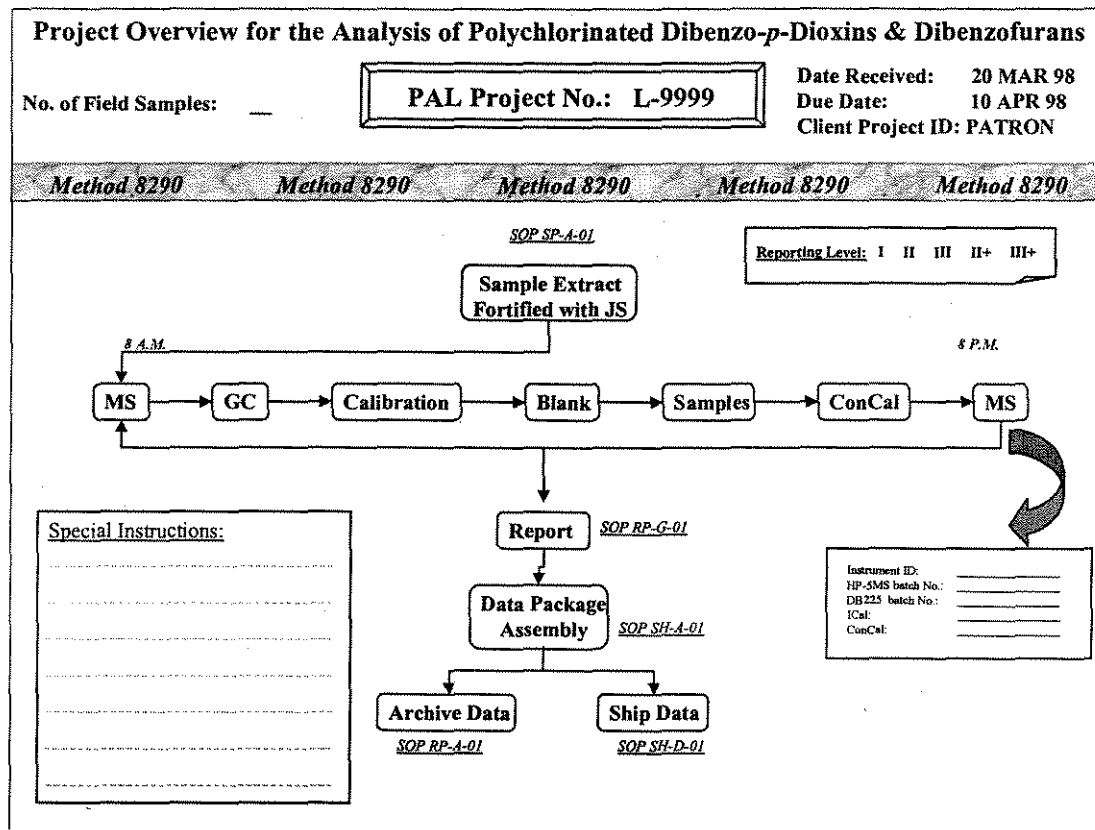 Project Overview for the Analysis of Polychlorinated Dibenzo-p-Dioxins & Dibenzofurans
No. of Field Samples: __
PAL Project No.: L-9999
Date Received: 20 MAR 98
Due Date: 10 APR 98
Client Project ID: PATRON
Method 8290 Method 8290 Method 8290 Method 8290 Method 8290
SOP SP-A-01
Reporting Level: I II III II+ III+
Sample Extract
Fortified with JS
8 A.M.
8 P.M.
MS GC Calibration Blank Samples ConCal MS
Special Instructions:
Report
SOP RP-G-01
Data Package
Assembly
SOP SH-A-01
Instrument ID:
HP-5MS batch No.:
DB225 batch No.:
ICal:
ConCal:
Archive Data
Ship Data
SOP RP-A-01
SOP SH-D-01